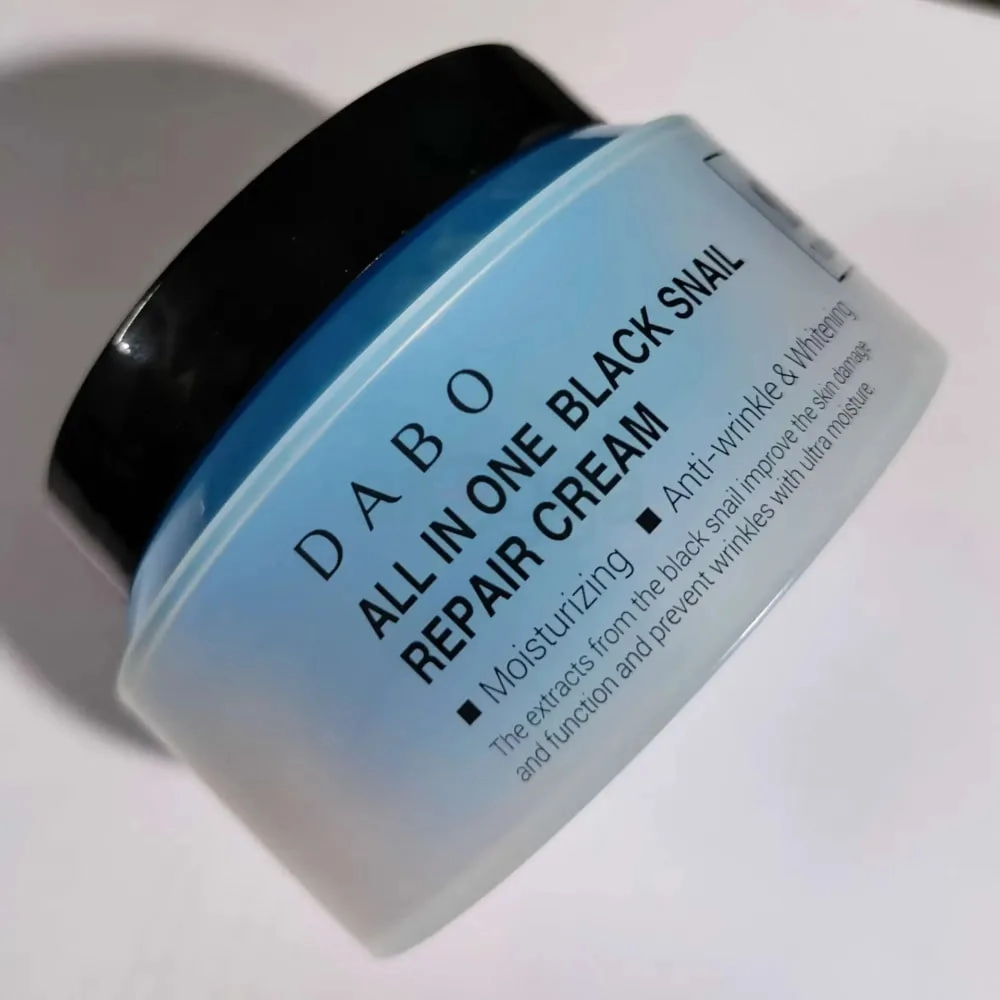 DABO
ALL IN ONE BLACK SNAIL
REPAIR CREAM
■ Moisturizing ■ Anti-wrinkle & Whitening
The extracts from the black snail improve the skin damage
and function and prevent wrinkles with ultra moisture.